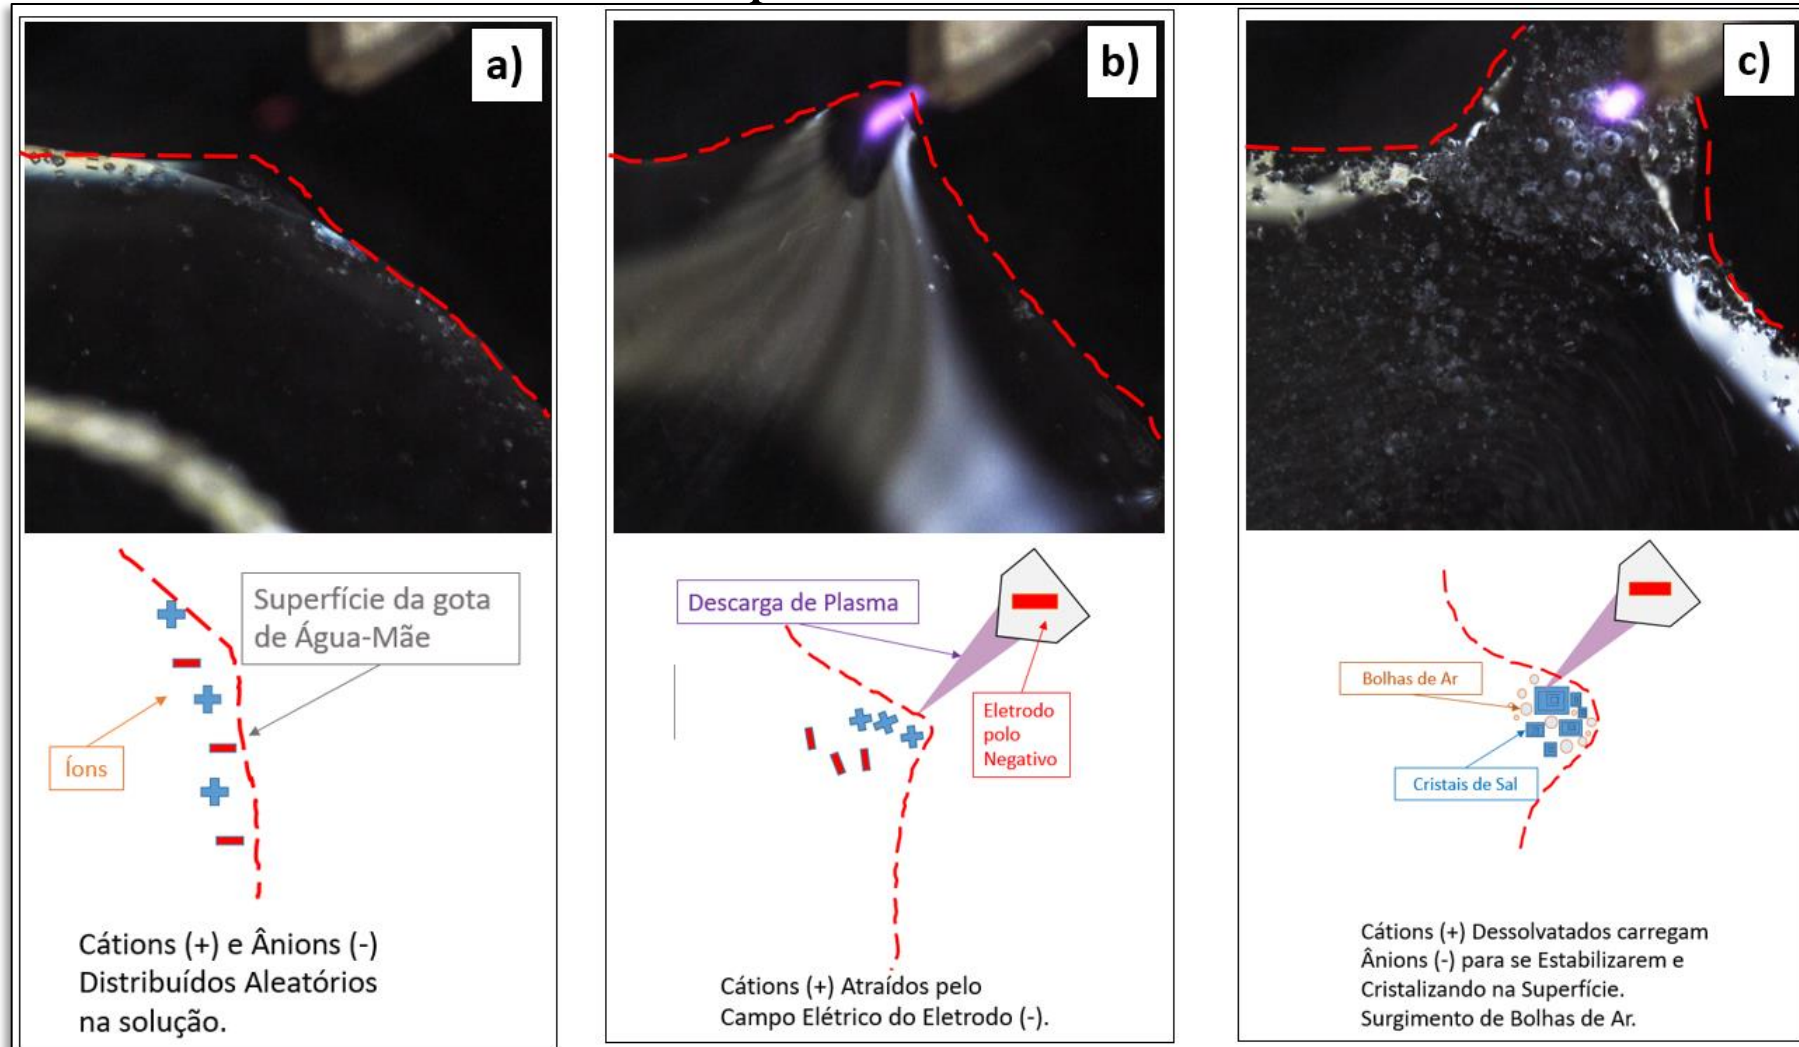 a)
Superfície da gota
de Água-Mãe
Íons
Cátions (+) e Ânions (-)
Distribuídos Aleatórios
na solução.
b)
Descarga de Plasma
Eletrodo
polo
Negativo
Cátions (+) Atraídos pelo
Campo Elétrico do Eletrodo (-).
c)
Bolhas de Ar
Cristais de Sal
Cátions (+) Dessolvatados carregam
Ânions (-) para se Estabilizarem e
Cristalizando na Superfície.
Surgimento de Bolhas de Ar.